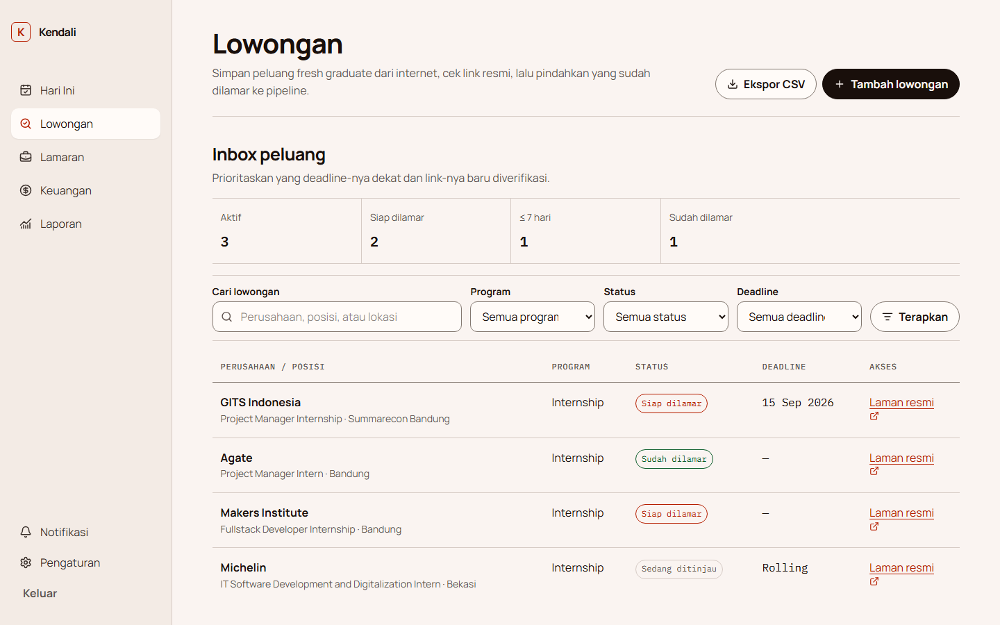 K Kendali
Hari Ini
Lowongan
Lamaran
Keuangan
Laporan
Notifikasi
Pengaturan
Keluar
Lowongan
Simpan peluang fresh graduate dari internet, cek link resmi, lalu pindahkan yang sudah
dilamar ke pipeline.
Ekspor CSV
Tambah lowongan
Inbox peluang
Prioritaskan yang deadline-nya dekat dan link-nya baru diverifikasi.
Aktif
3
Siap dilamar
2
≤ 7 hari
1
Sudah dilamar
1
Cari lowongan
Perusahaan, posisi, atau lokasi
Program
Semua program
Status
Semua status
Deadline
Semua deadlin
Terapkan
PERUSAHAAN / POSISI PROGRAM STATUS DEADLINE AKSES
GITS Indonesia Internship Siap dilamar 15 Sep 2026 Laman resmi
Project Manager Internship · Summarecon Bandung
Agate Internship Sudah dilamar — Laman resmi
Project Manager Intern · Bandung
Makers Institute Internship Siap dilamar — Laman resmi
Fullstack Developer Internship · Bandung
Michelin Internship Sedang ditinjau Rolling Laman resmi
IT Software Development and Digitalization Intern · Bekasi